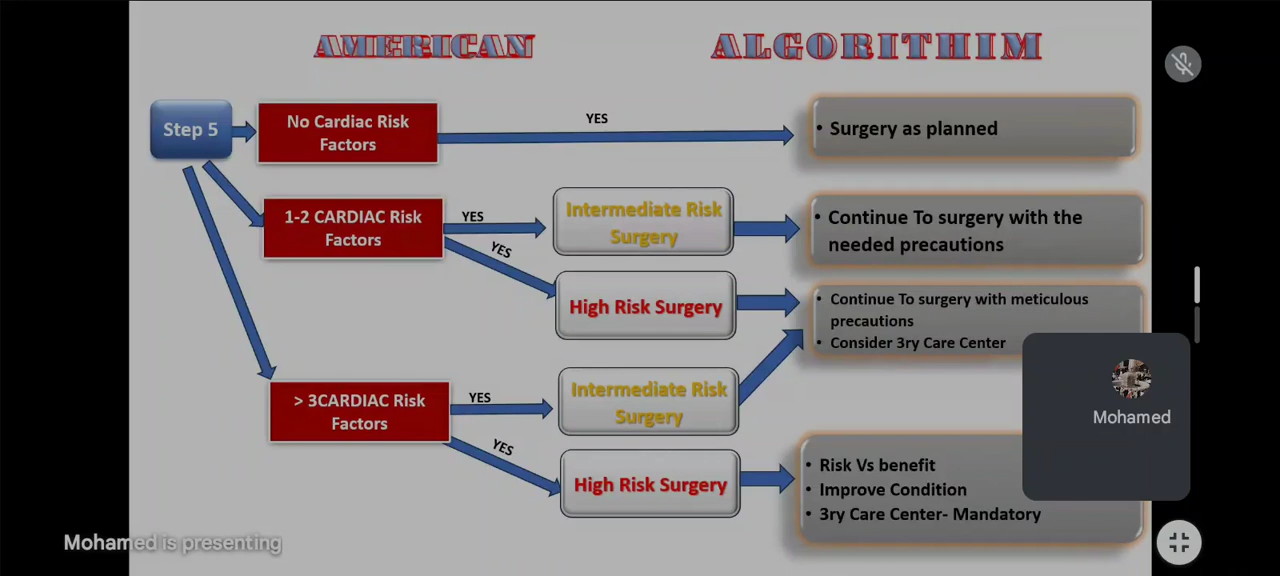 AMERICAN ALGORITHIM
Step 5
No Cardiac Risk
Factors
YES
• Surgery as planned
1-2 CARDIAC Risk
Factors
YES
Intermediate Risk
Surgery
• Continue To surgery with the
needed precautions
YES
High Risk Surgery
• Continue To surgery with meticulous
precautions
• Consider 3ry Care Center
> 3CARDIAC Risk
Factors
YES
Intermediate Risk
Surgery
YES
High Risk Surgery
• Risk Vs benefit
• Improve Condition
• 3ry Care Center- Mandatory
Mohamed
Mohamed is presenting